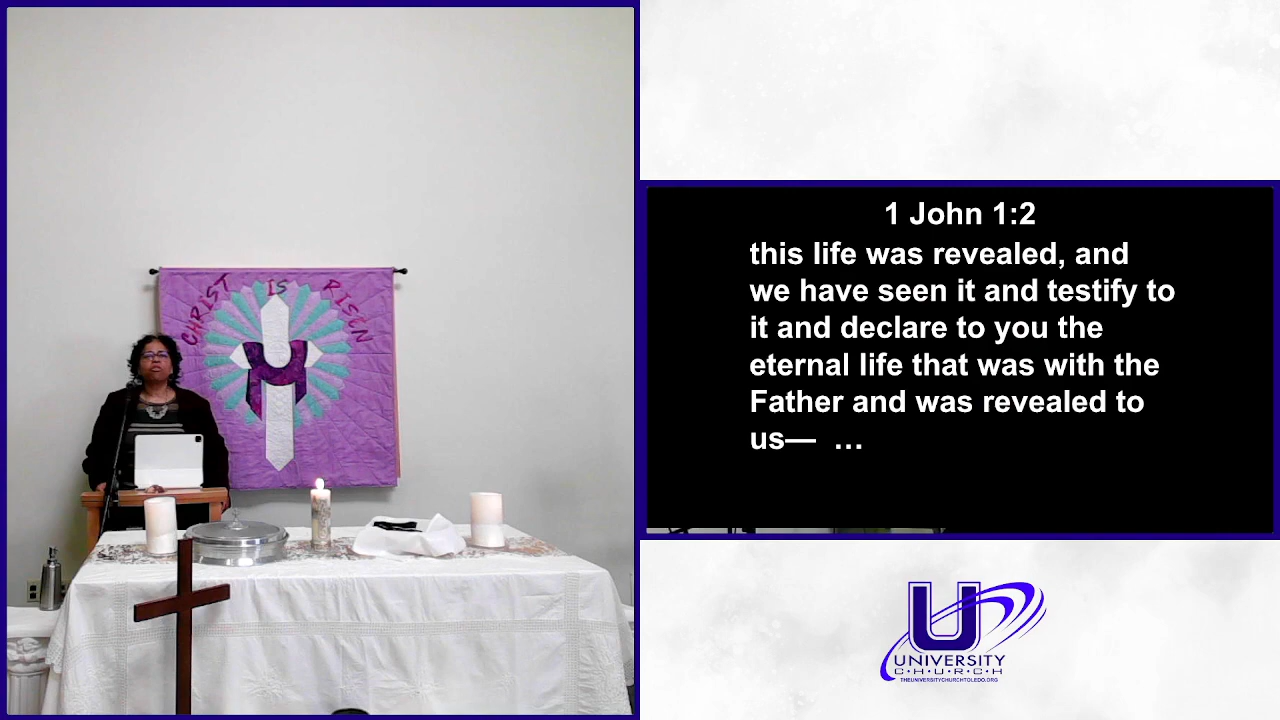 CHRIST IS RISEN
1 John 1:2
this life was revealed, and
we have seen it and testify to
it and declare to you the
eternal life that was with the
Father and was revealed to
us— …
U
UNIVERSITY
C·H·U·R·C·H
THEUNIVERSITYCHURCHTOLEDO.ORG